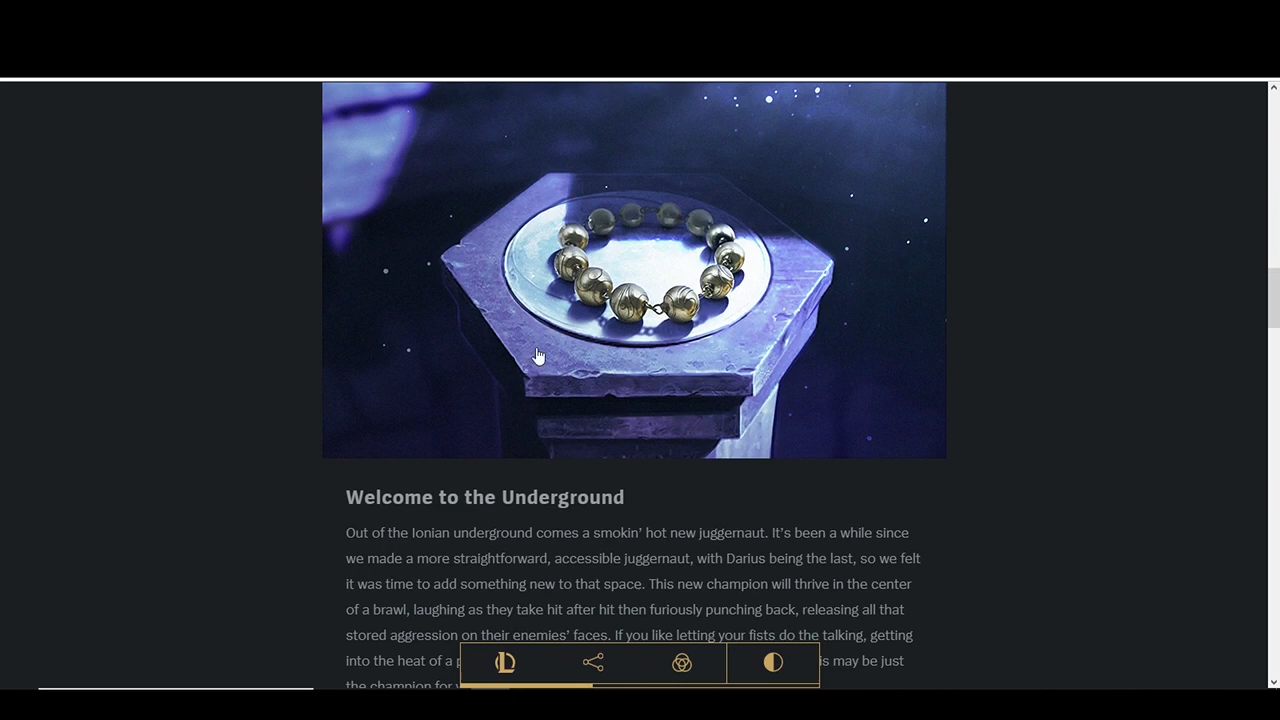 Welcome to the Underground
Out of the Ionian underground comes a smokin’ hot new juggernaut. It’s been a while since
we made a more straightforward, accessible juggernaut, with Darius being the last, so we felt
it was time to add something new to that space. This new champion will thrive in the center
of a brawl, laughing as they take hit after hit then furiously punching back, releasing all that
stored aggression on their enemies’ faces. If you like letting your fists do the talking, getting
into the heat of a is may be just
the champion for